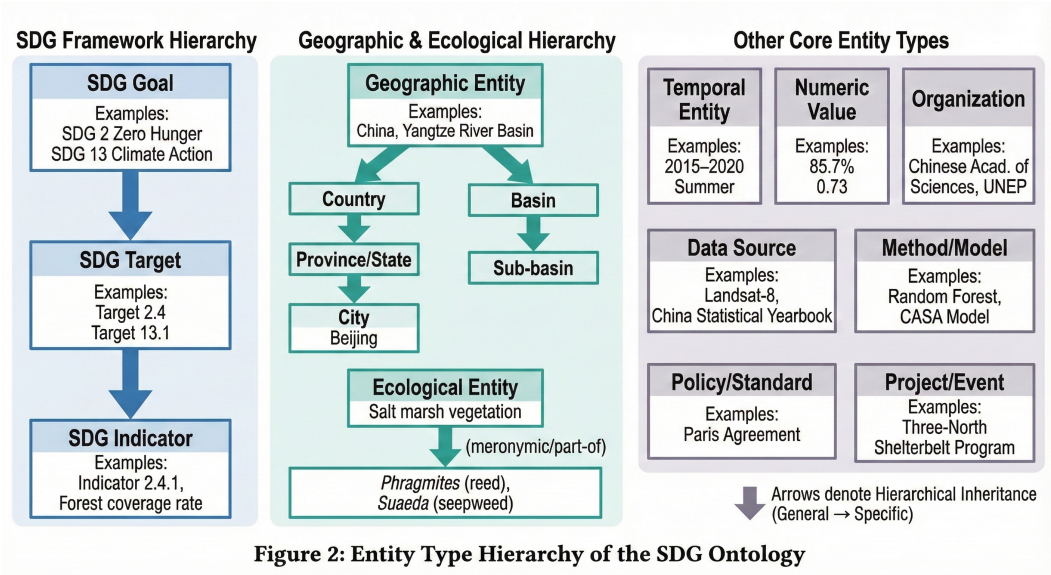 SDG Framework Hierarchy
SDG Goal
Examples:
SDG 2 Zero Hunger
SDG 13 Climate Action
SDG Target
Examples:
Target 2.4
Target 13.1
SDG Indicator
Examples:
Indicator 2.4.1,
Forest coverage rate
Geographic & Ecological Hierarchy
Geographic Entity
Examples:
China, Yangtze River Basin
Country
Basin
Province/State
Sub-basin
City
Beijing
Ecological Entity
Salt marsh vegetation
(meronymic/part-of)
Phragmites (reed),
Suaeda (seepweed)
Other Core Entity Types
Temporal
Entity
Examples:
2015–2020
Summer
Numeric
Value
Examples:
85.7%
0.73
Organization
Examples:
Chinese Acad. of
Sciences, UNEP
Data Source
Examples:
Landsat-8,
China Statistical Yearbook
Method/Model
Examples:
Random Forest,
CASA Model
Policy/Standard
Examples:
Paris Agreement
Project/Event
Examples:
Three-North
Shelterbelt Program
Arrows denote Hierarchical Inheritance
(General → Specific)
Figure 2: Entity Type Hierarchy of the SDG Ontology